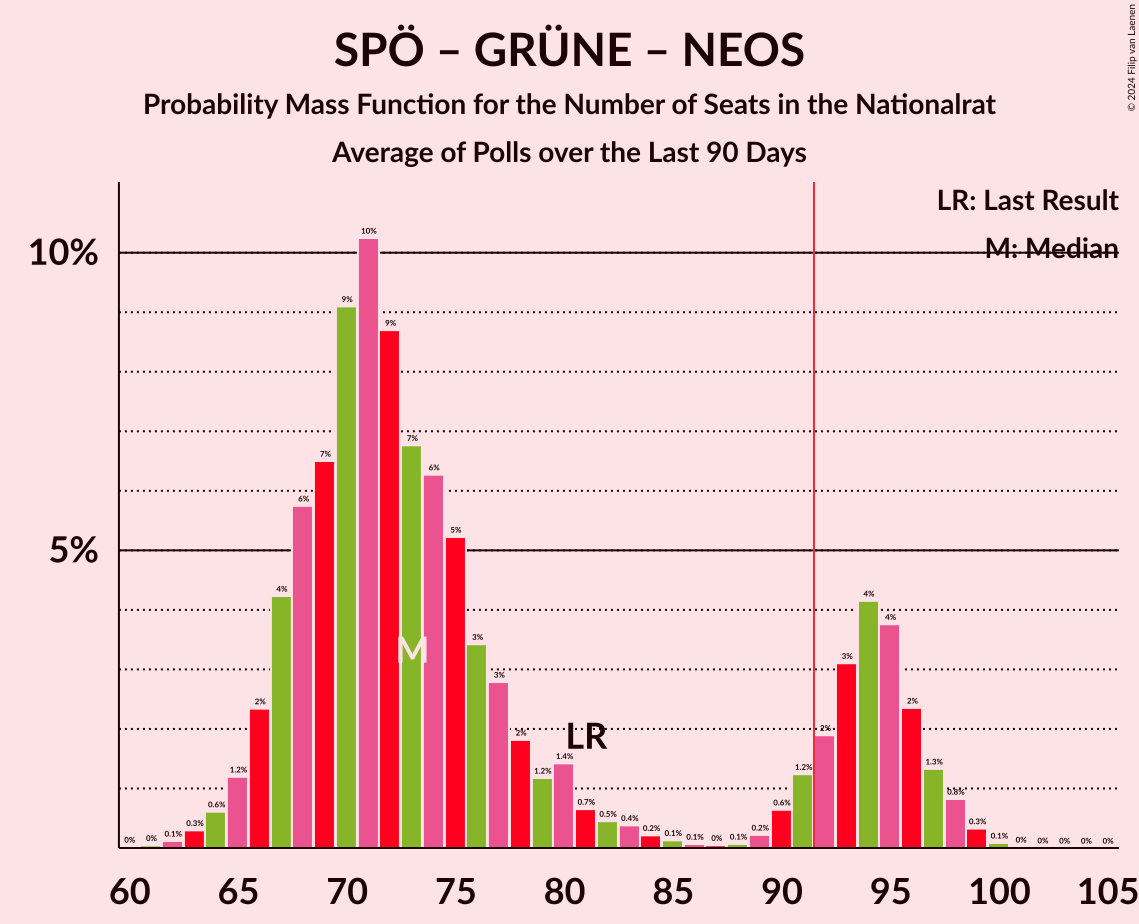 SPÖ – GRÜNE – NEOS
Probability Mass Function for the Number of Seats in the Nationalrat
Average of Polls over the Last 90 Days
© 2024 Filip van Laenen
LR: Last Result
M: Median
10%
5%
0% 0% 0.1% 0.3% 0.6% 1.2% 2% 4% 6% 7% 9% 10% 9% 7% 6% 5% 3% 3% 2% 1.2% 1.4% 0.7% 0.5% 0.4% 0.2% 0.1% 0.1% 0% 0.1% 0.2% 0.6% 1.2% 2% 3% 4% 4% 2% 1.3% 0.8% 0.3% 0.1% 0% 0% 0% 0% 0%
M
LR
60 65 70 75 80 85 90 95 100 105